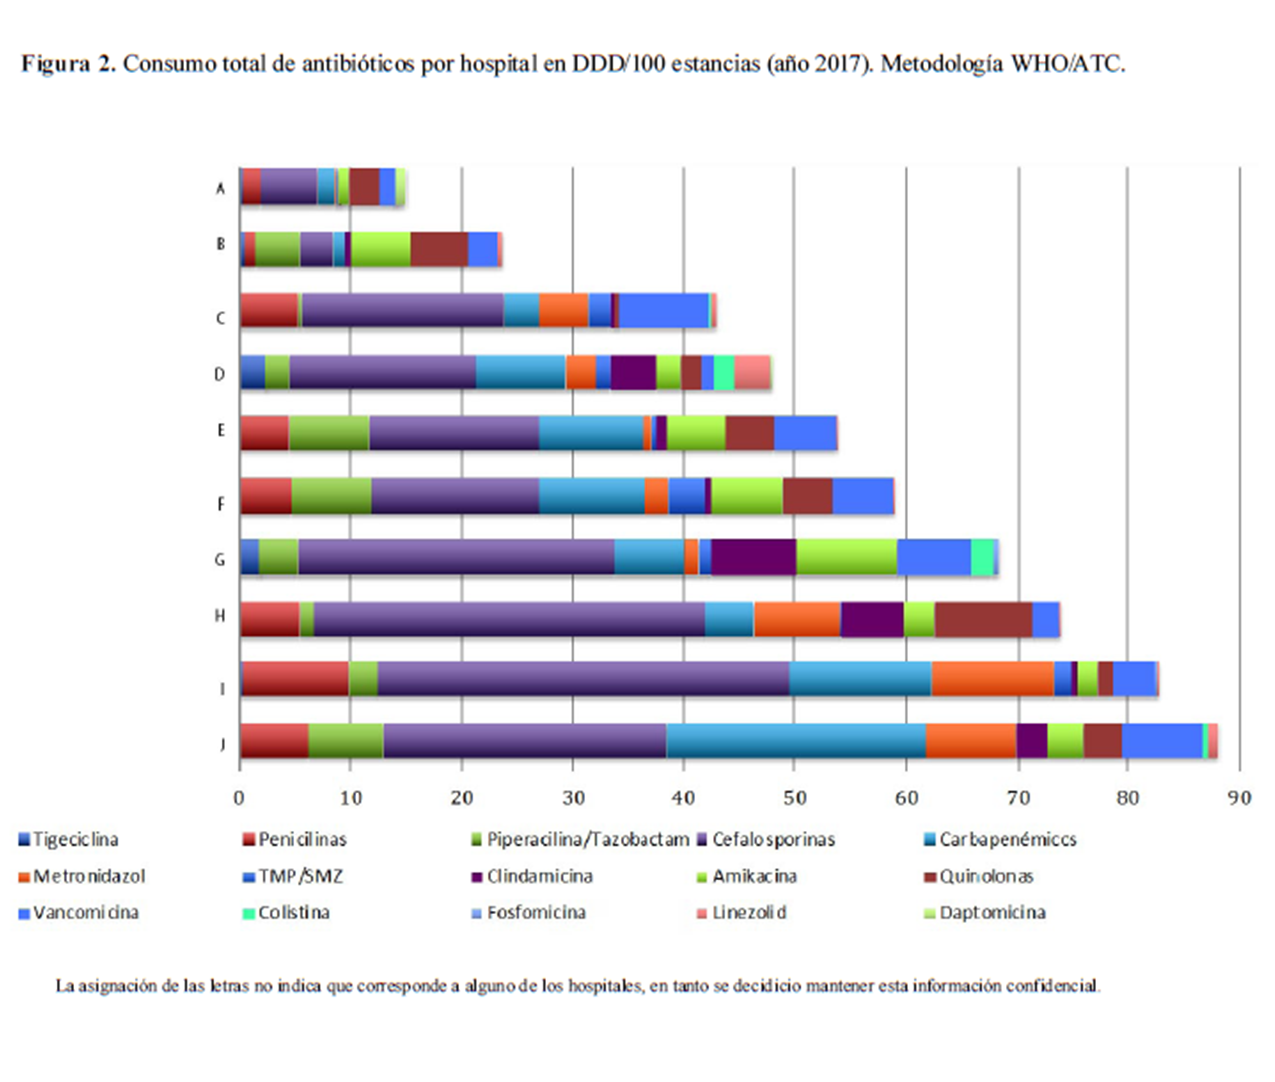 Figura 2. Consumo total de antibióticos por hospital en DDD/100 estancias (año 2017). Metodología WHO/ATC.
A
B
C
D
E
F
G
H
I
J
0 10 20 30 40 50 60 70 80 90
Tigeciclina Penicilinas Piperacilina/Tazobactam Cefalosporinas Carbapenémiccs
Metronidazol TMP/SMZ Clindamicina Amikacina Quinolonas
Vancomicina Colistina Fosfomicina Linezolid Daptomicina
La asignación de las letras no indica que corresponde a alguno de los hospitales, en tanto se decidicio mantener esta información confidencial.